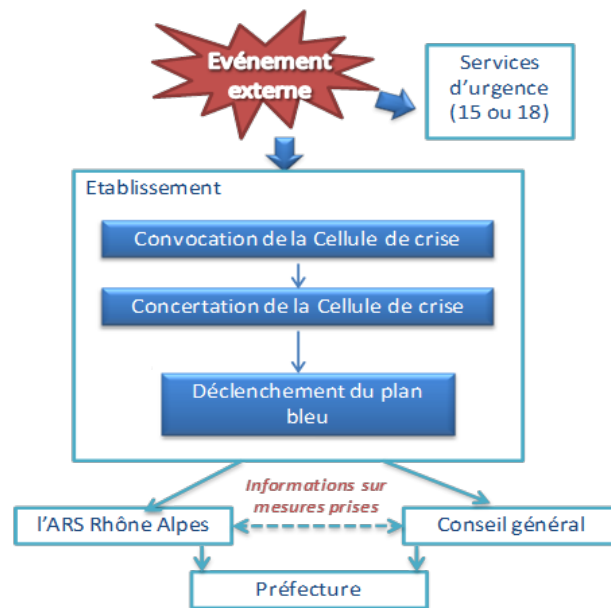 Evénement
externe
Services
d'urgence
(15 ou 18)
Etablissement
Convocation de la Cellule de crise
Concertation de la Cellule de crise
Déclenchement du plan
bleu
Informations sur
mesures prises
l'ARS Rhône Alpes
Conseil général
Préfecture